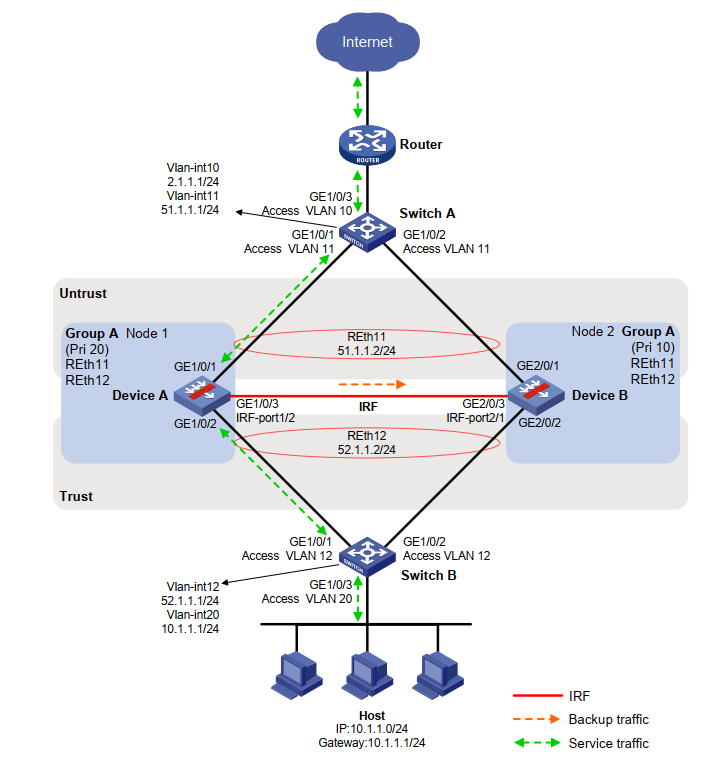 Internet
Router
ROUTER
Vlan-int10
2.1.1.1/24
Vlan-int11
51.1.1.1/24
GE1/0/3
Access VLAN 10
Switch A
SWITCH
GE1/0/1
Access VLAN 11
GE1/0/2
Access VLAN 11
Untrust
Group A Node 1
(Pri 20)
REth11
REth12
GE1/0/1
Device A
GE1/0/2
REth11
51.1.1.2/24
Node 2 Group A
(Pri 10)
REth11
REth12
GE2/0/1
Device B
GE2/0/2
GE1/0/3
IRF-port1/2
IRF
GE2/0/3
IRF-port2/1
REth12
52.1.1.2/24
Trust
GE1/0/1
Access VLAN 12
GE1/0/2
Access VLAN 12
SWITCH
Switch B
Vlan-int12
52.1.1.1/24
Vlan-int20
10.1.1.1/24
GE1/0/3
Access VLAN 20
Host
IP:10.1.1.0/24
Gateway:10.1.1.1/24
IRF
Backup traffic
Service traffic